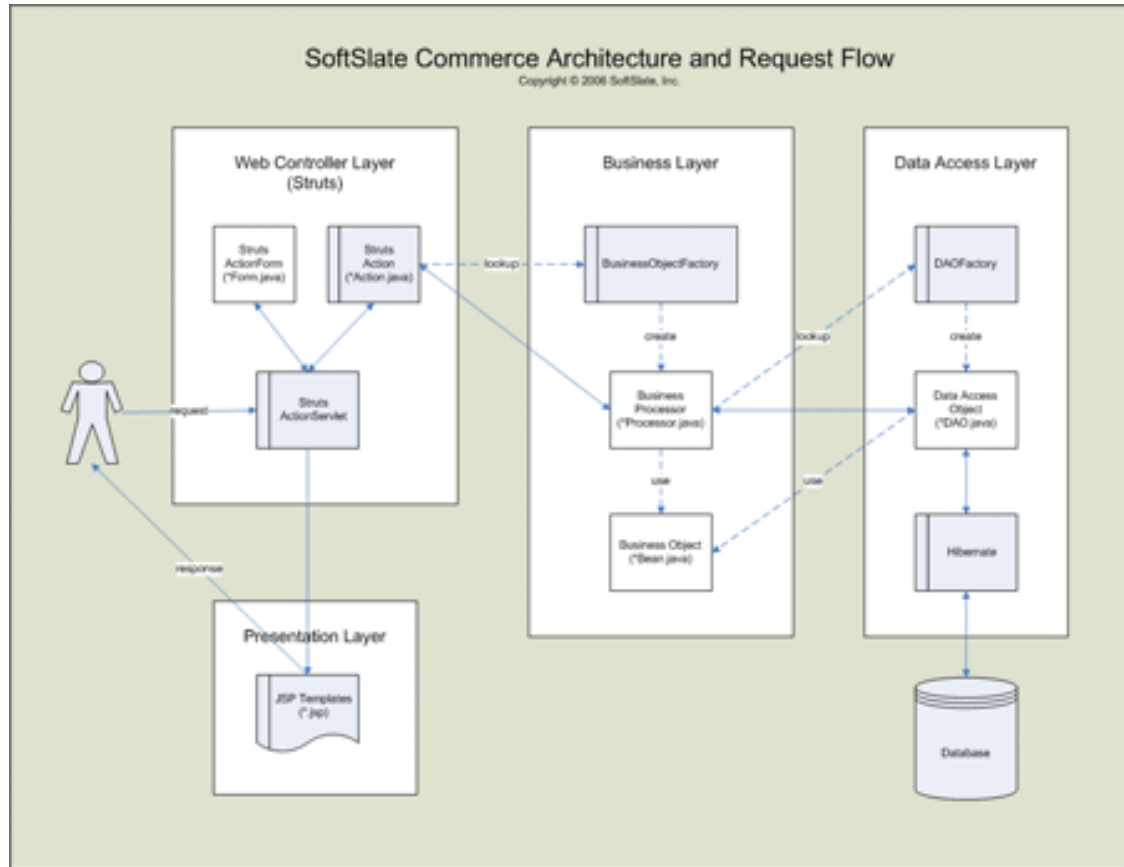 SoftSlate Commerce Architecture and Request Flow
Copyright © 2006 SoftSlate, Inc.
Web Controller Layer
(Struts)
Struts
ActionForm
(*Form.java)
Struts
Action
(*Action.java)
lookup
Struts
ActionServlet
request
response
Presentation Layer
JSP Templates
(*.jsp)
Business Layer
BusinessObjectFactory
create
Business
Processor
(*Processor.java)
use
Business Object
(*Bean.java)
lookup
use
Data Access Layer
DAOFactory
create
Data Access
Object
(*DAO.java)
Hibernate
Database